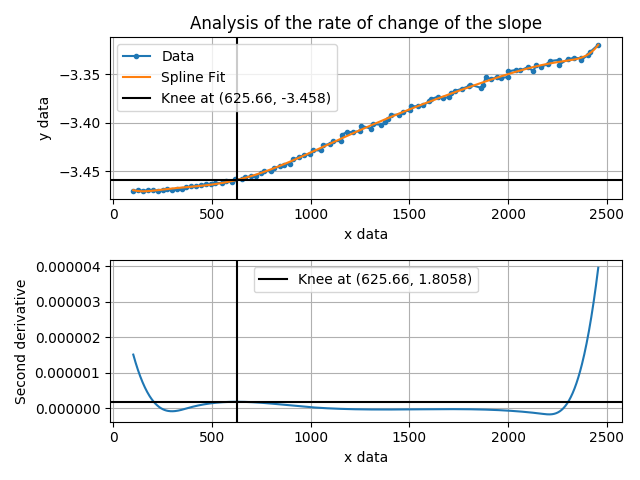 Analysis of the rate of change of the slope
Data
Spline Fit
Knee at (625.66, -3.458)
y data
−3.35
−3.40
−3.45
0 500 1000 1500 2000 2500
x data
Knee at (625.66, 1.8058)
Second derivative
0.000004
0.000003
0.000002
0.000001
0.000000
0 500 1000 1500 2000 2500
x data